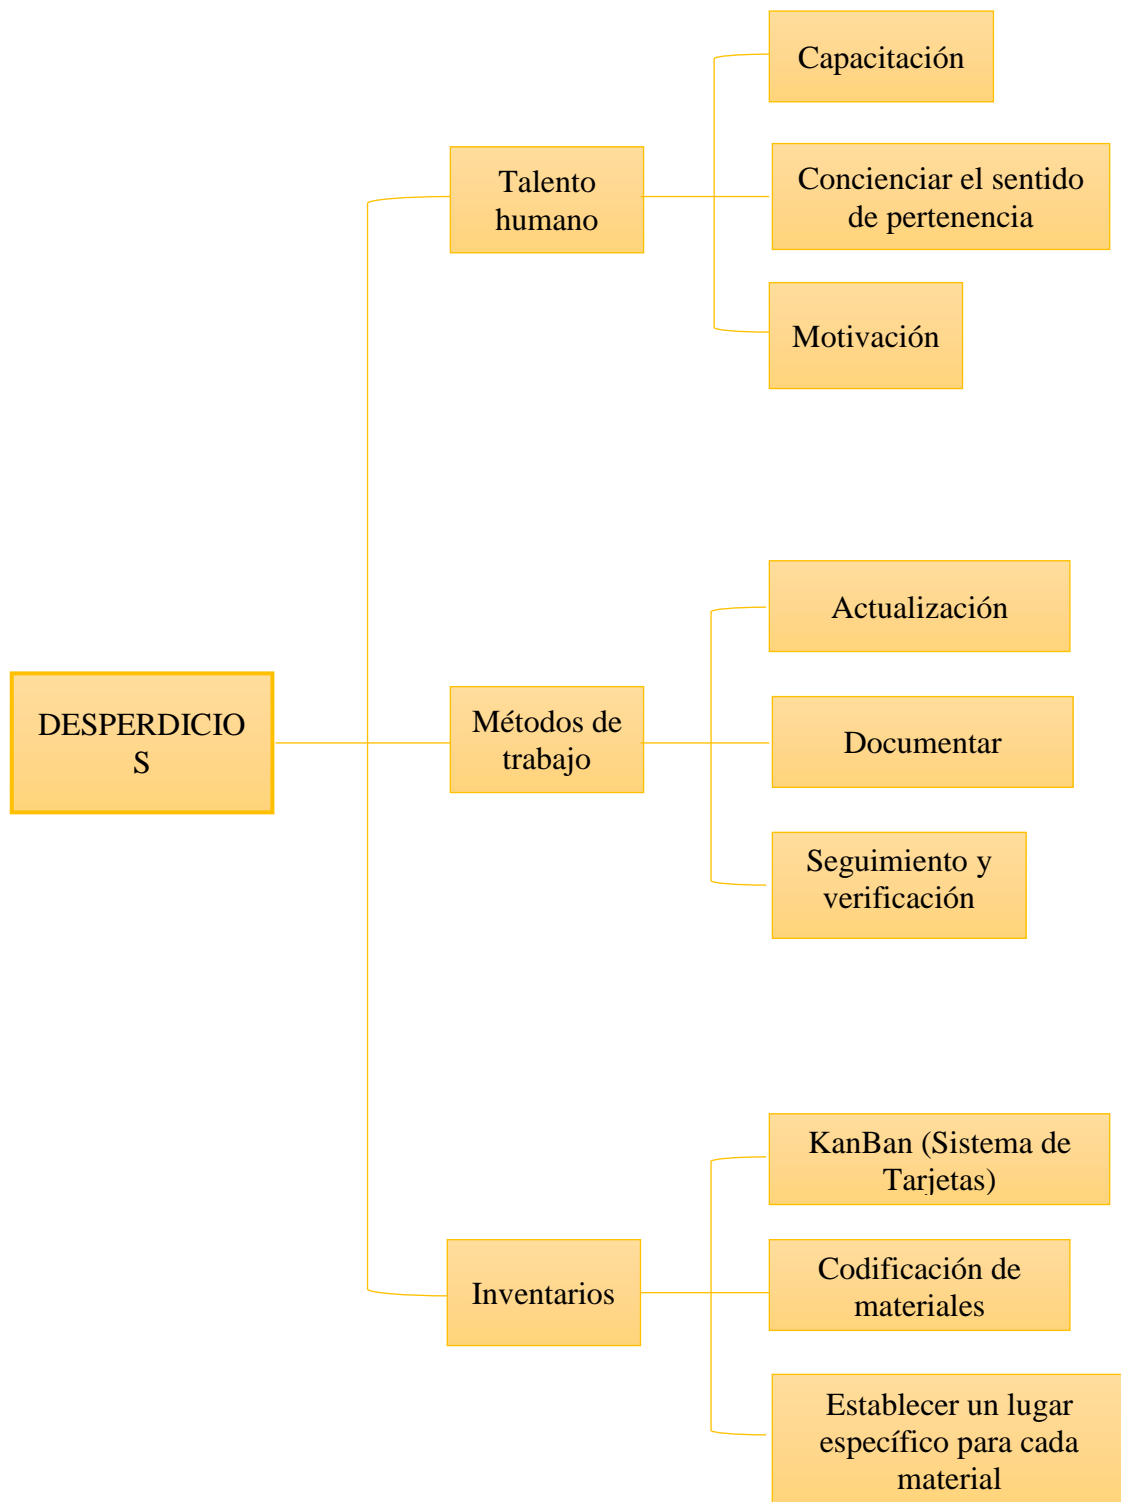 Capacitación
Talento
humano
Concienciar el sentido
de pertenencia
Motivación
DESPERDICIO
S
Métodos de
trabajo
Actualización
Documentar
Seguimiento y
verificación
Inventarios
KanBan (Sistema de
Tarjetas)
Codificación de
materiales
Establecer un lugar
específico para cada
material